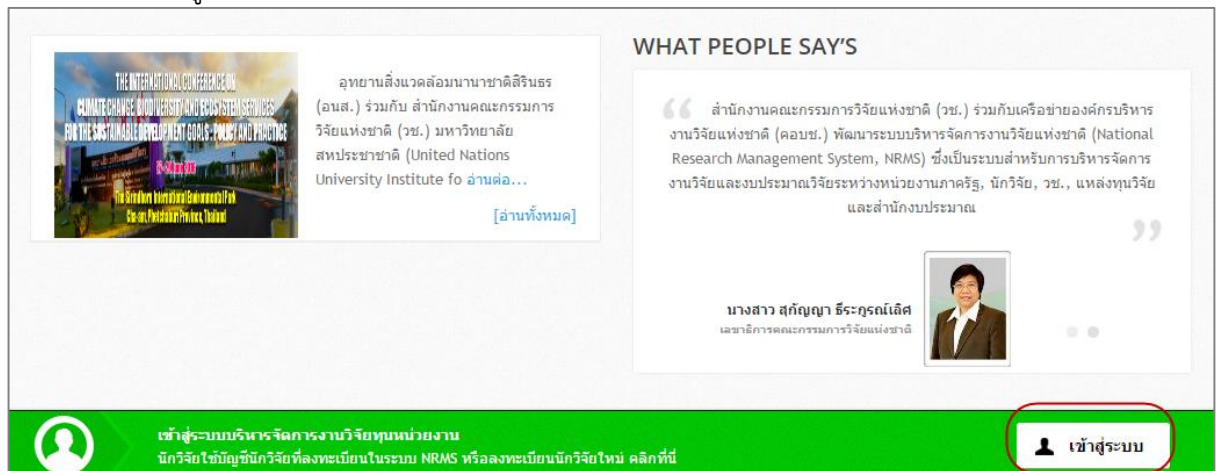 WHAT PEOPLE SAY'S
THE INTERNATIONAL CONFERENCE ON
CLIMATE CHANGE, BIODIVERSITY AND ECOSYSTEM SERVICES
FOR THE SUSTAINABLE DEVELOPMENT GOALS : POLICY AND PRACTICE
The Sirindhorn International Environmental Park
Cha-am, Phetchaburi Province, Thailand
อุทยานสิ่งแวดล้อมนานาชาติสิรินธร
(อนส.) ร่วมกับ สำนักงานคณะกรรมการ
วิจัยแห่งชาติ (วช.) มหาวิทยาลัย
สหประชาชาติ (United Nations
University Institute fo อ่านต่อ...
[อ่านทั้งหมด]
สำนักงานคณะกรรมการวิจัยแห่งชาติ (วช.) ร่วมกับเครือข่ายองค์กรบริหาร
งานวิจัยแห่งชาติ (คอบช.) พัฒนาระบบบริหารจัดการงานวิจัยแห่งชาติ (National
Research Management System, NRMS) ซึ่งเป็นระบบสำหรับการบริหารจัดการ
งานวิจัยและงบประมาณวิจัยระหว่างหน่วยงานภาครัฐ, นักวิจัย, วช., แหล่งทุนวิจัย
และสำนักงบประมาณ
นางสาว สุกัญญา ธีระกูรณ์เลิศ
เลขาธิการคณะกรรมการวิจัยแห่งชาติ
เข้าสู่ระบบบริหารจัดการงานวิจัยทุนหน่วยงาน
นักวิจัยใช้บัญชีนักวิจัยที่ลงทะเบียนในระบบ NRMS หรือลงทะเบียนนักวิจัยใหม่ คลิกที่นี่
เข้าสู่ระบบ